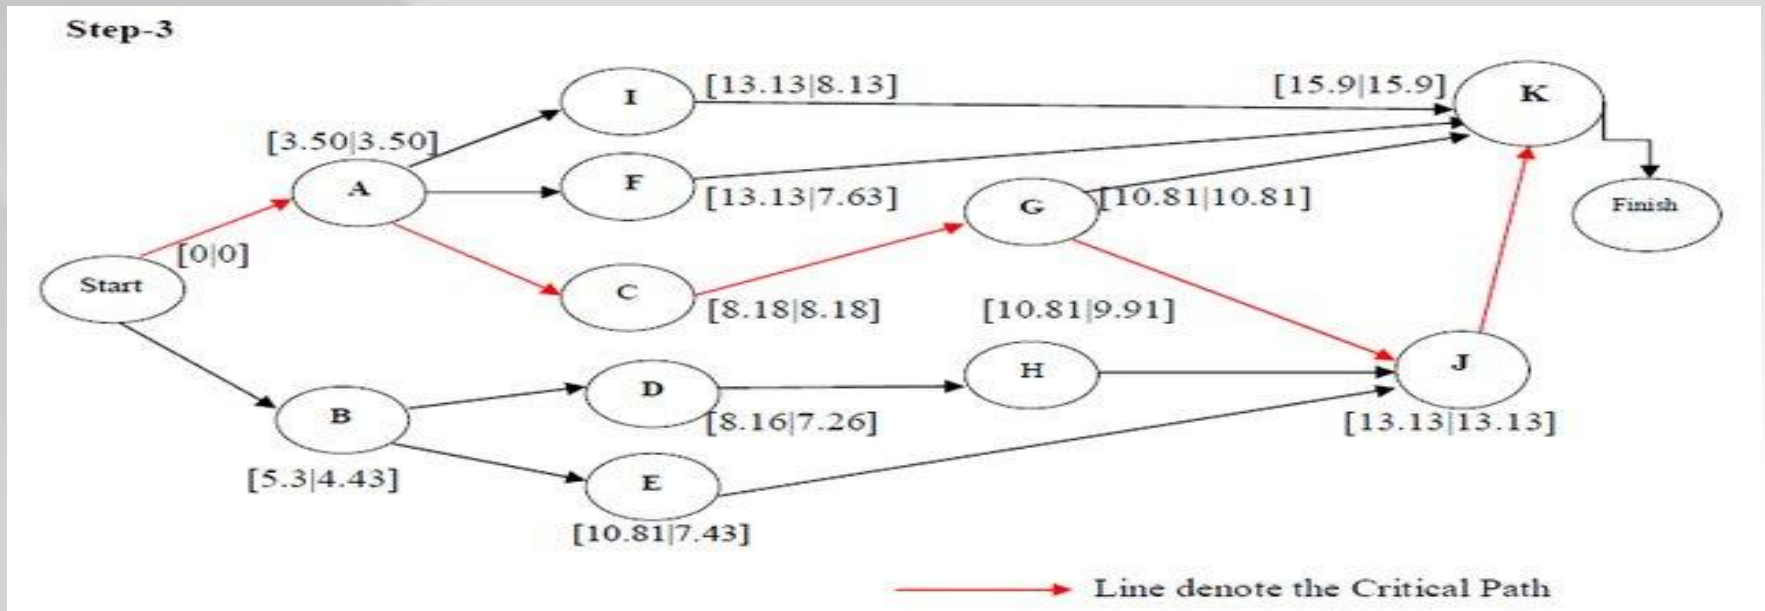 Step-3
I
[13.13|8.13]
[15.9|15.9]
K
[3.50|3.50]
A
F
[13.13|7.63]
G
[10.81|10.81]
Finish
[0|0]
Start
C
[8.18|8.18]
[10.81|9.91]
H
J
[13.13|13.13]
B
D
[8.16|7.26]
[5.3|4.43]
E
[10.81|7.43]
Line denote the Critical Path